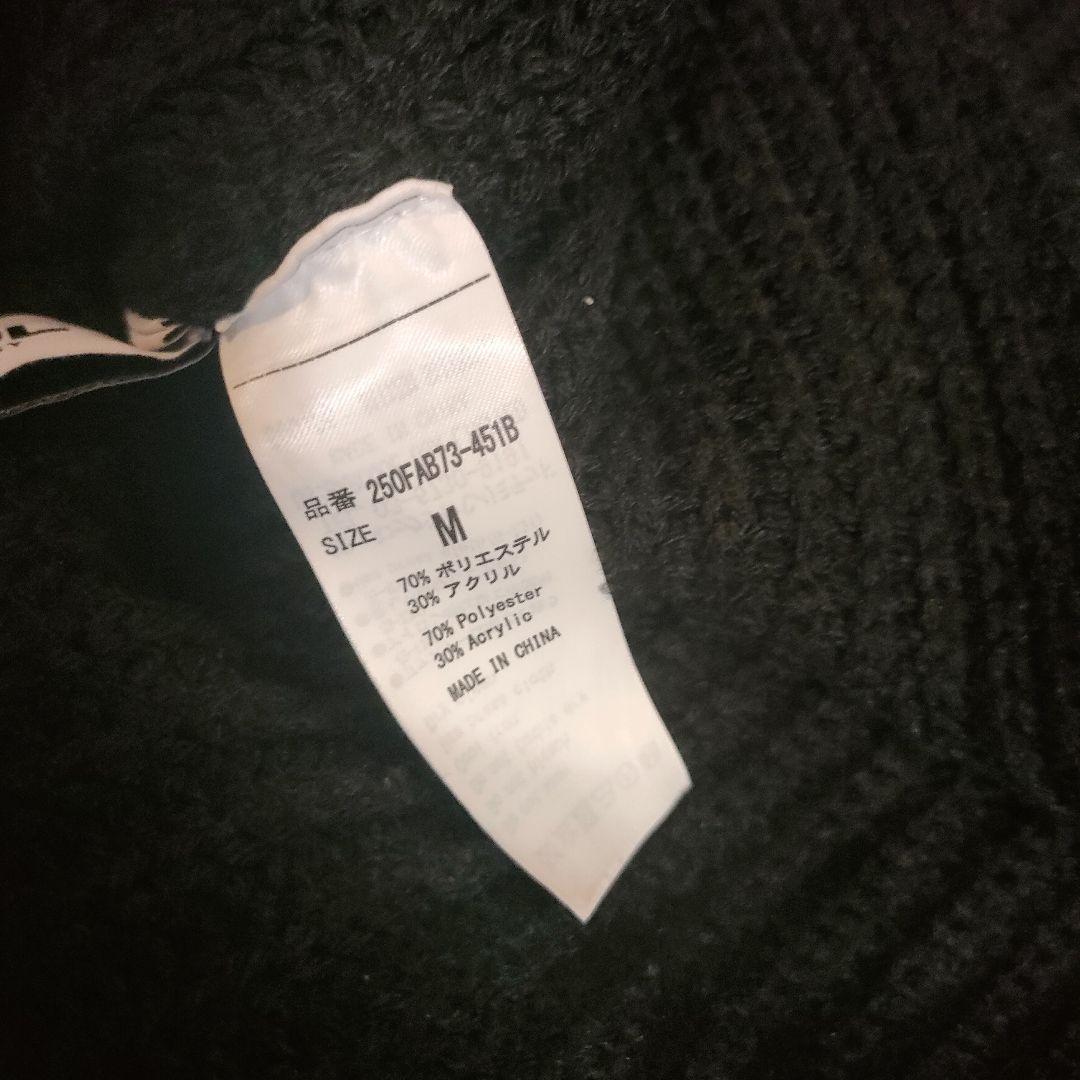 品番 250FAB73-451B
SIZE M
70% ポリエステル
30% アクリル
70% Polyester
30% Acrylic
MADE IN CHINA